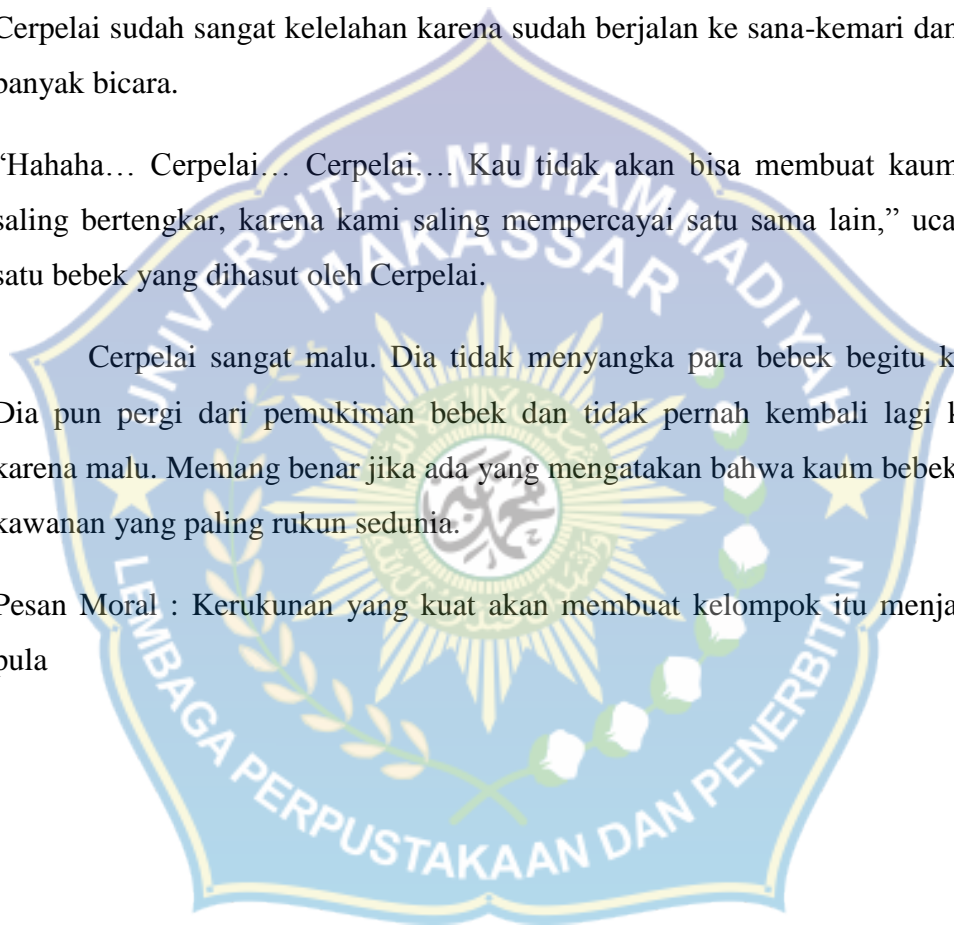 Cerpelai sudah sangat kelelahan karena sudah berjalan ke sana-kemari dan
banyak bicara.
“Hahaha… Cerpelai… Cerpelai…. Kau tidak akan bisa membuat kaum
saling bertengkar, karena kami saling mempercayai satu sama lain,” uca
satu bebek yang dihasut oleh Cerpelai.
Cerpelai sangat malu. Dia tidak menyangka para bebek begitu k
Dia pun pergi dari pemukiman bebek dan tidak pernah kembali lagi k
karena malu. Memang benar jika ada yang mengatakan bahwa kaum bebek
kawanan yang paling rukun sedunia.
Pesan Moral : Kerukunan yang kuat akan membuat kelompok itu menja
pula
UNIVERSITAS MUHAMMADIYAH
MAKASSAR
LEMBAGA PERPUSTAKAAN DAN PENERBITAN